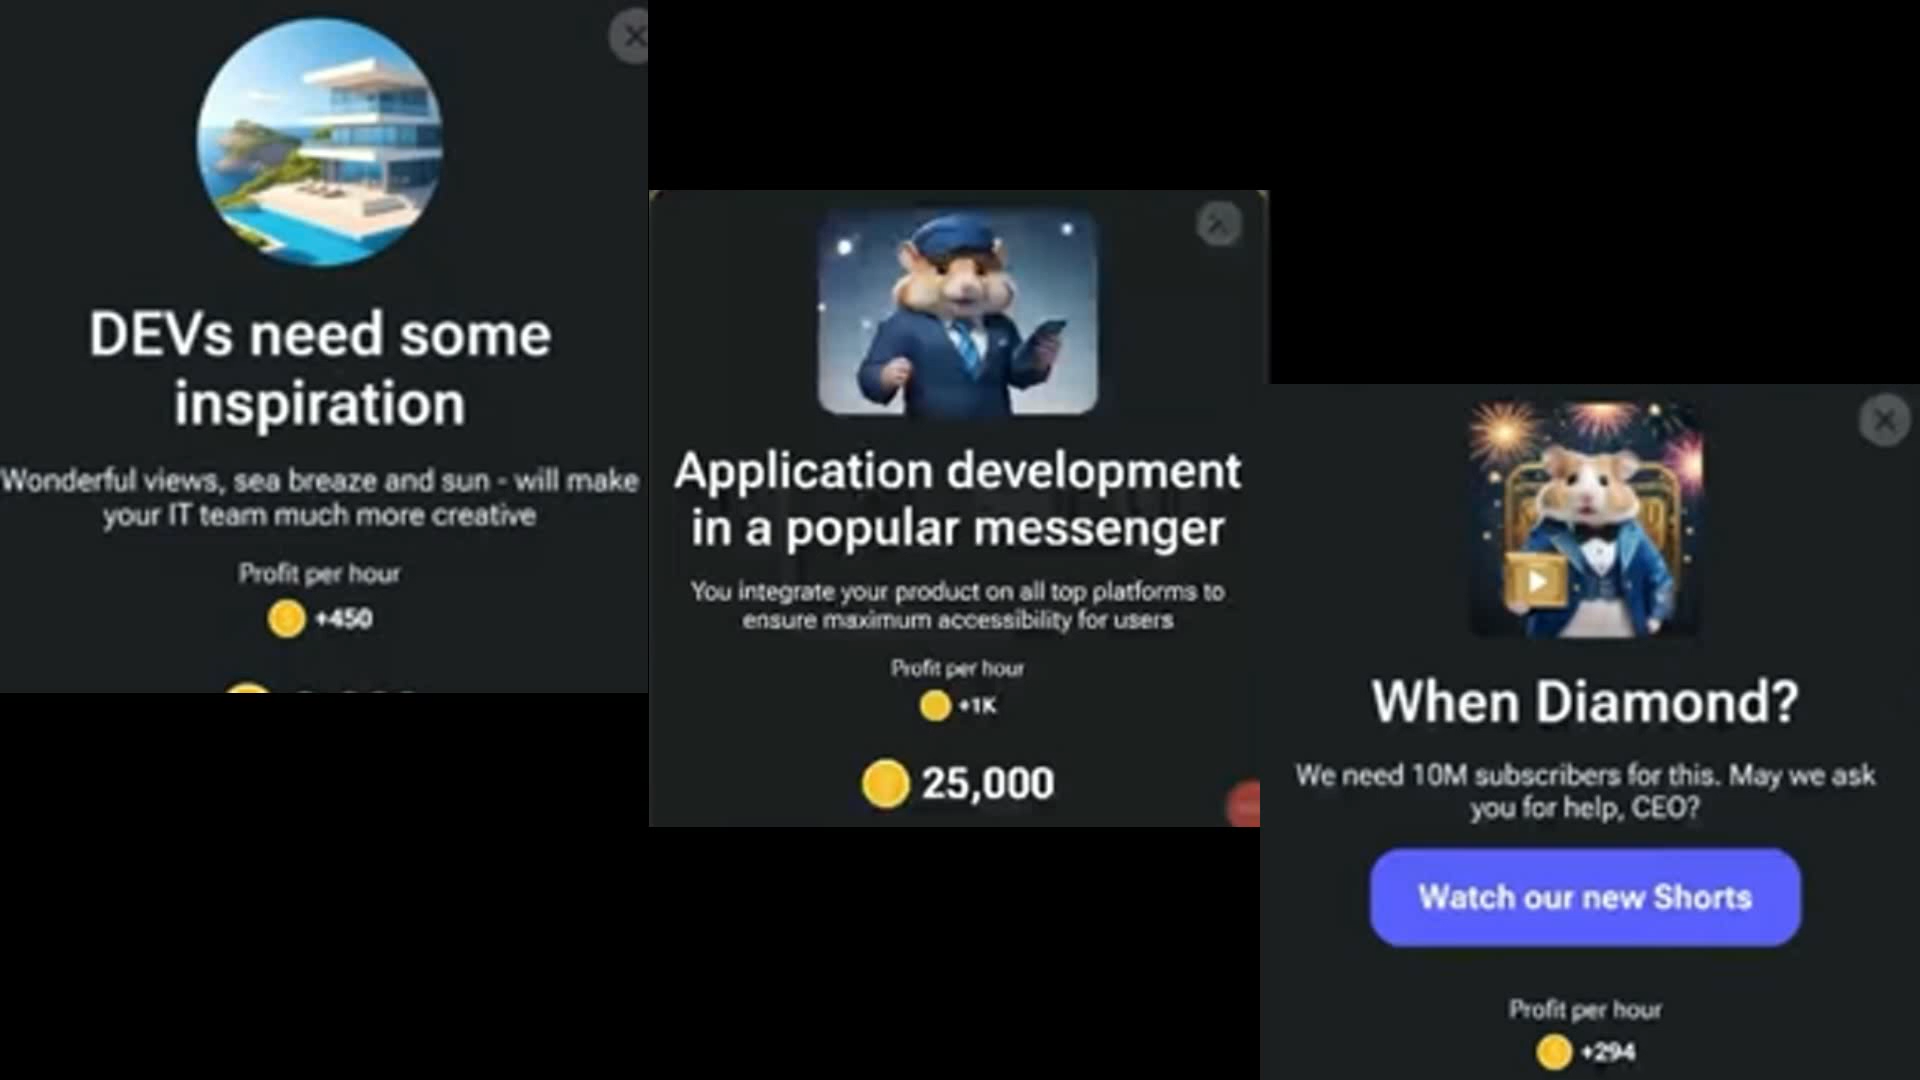 DEVs need some
inspiration
Wonderful views, sea breaze and sun - will make
your IT team much more creative
Profit per hour
+450
Application development
in a popular messenger
You integrate your product on all top platforms to
ensure maximum accessibility for users
Profit per hour
+1K
25,000
When Diamond?
We need 10M subscribers for this. May we ask
you for help, CEO?
Watch our new Shorts
Profit per hour
+294